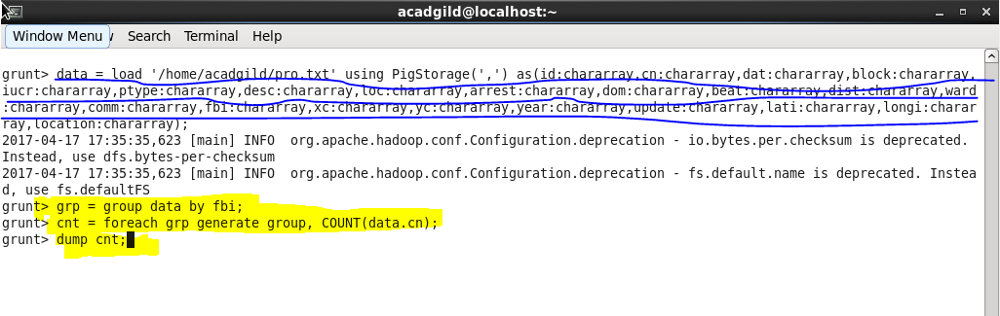 acadgild@localhost:~
Window Menu Search Terminal Help
grunt> data = load '/home/acadgild/pro.txt' using PigStorage(',') as(id:chararray,cn:chararray,dat:chararray,block:chararray,
iucr:chararray,ptype:chararray,desc:chararray,loc:chararray,arrest:chararray,dom:chararray,beat:chararray,dist:chararray,ward
:chararray,comm:chararray,fbi:chararray,xc:chararray,yc:chararray,year:chararray,update:chararray,lati:chararray,longi:charar
ray,location:chararray);
2017-04-17 17:35:35,623 [main] INFO  org.apache.hadoop.conf.Configuration.deprecation - io.bytes.per.checksum is deprecated.
Instead, use dfs.bytes-per-checksum
2017-04-17 17:35:35,623 [main] INFO  org.apache.hadoop.conf.Configuration.deprecation - fs.default.name is deprecated. Instea
d, use fs.defaultFS
grunt> grp = group data by fbi;
grunt> cnt = foreach grp generate group, COUNT(data.cn);
grunt> dump cnt;